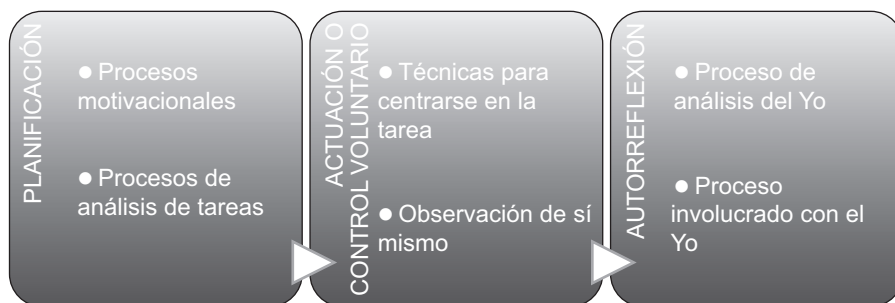 PLANIFICACIÓN
● Procesos
motivacionales
● Procesos de
análisis de tareas
ACTUACIÓN O
CONTROL VOLUNTARIO
● Técnicas para
centrarse en la
tarea
● Observación de sí
mismo
AUTORREFLEXIÓN
● Proceso de
análisis del Yo
● Proceso
involucrado con el
Yo